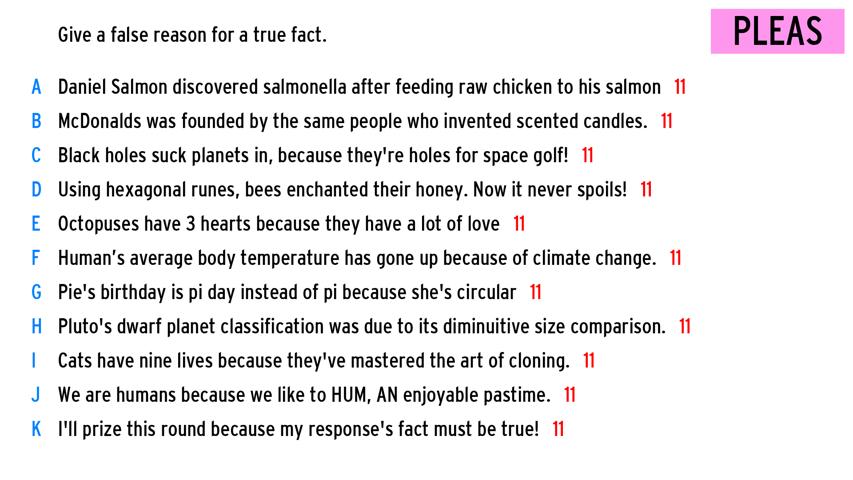 Give a false reason for a true fact.
PLEAS
A Daniel Salmon discovered salmonella after feeding raw chicken to his salmon 11
B McDonalds was founded by the same people who invented scented candles. 11
C Black holes suck planets in, because they're holes for space golf! 11
D Using hexagonal runes, bees enchanted their honey. Now it never spoils! 11
E Octopuses have 3 hearts because they have a lot of love 11
F Human's average body temperature has gone up because of climate change. 11
G Pie's birthday is pi day instead of pi because she's circular 11
H Pluto's dwarf planet classification was due to its diminuitive size comparison. 11
I Cats have nine lives because they've mastered the art of cloning. 11
J We are humans because we like to HUM, AN enjoyable pastime. 11
K I'll prize this round because my response's fact must be true! 11